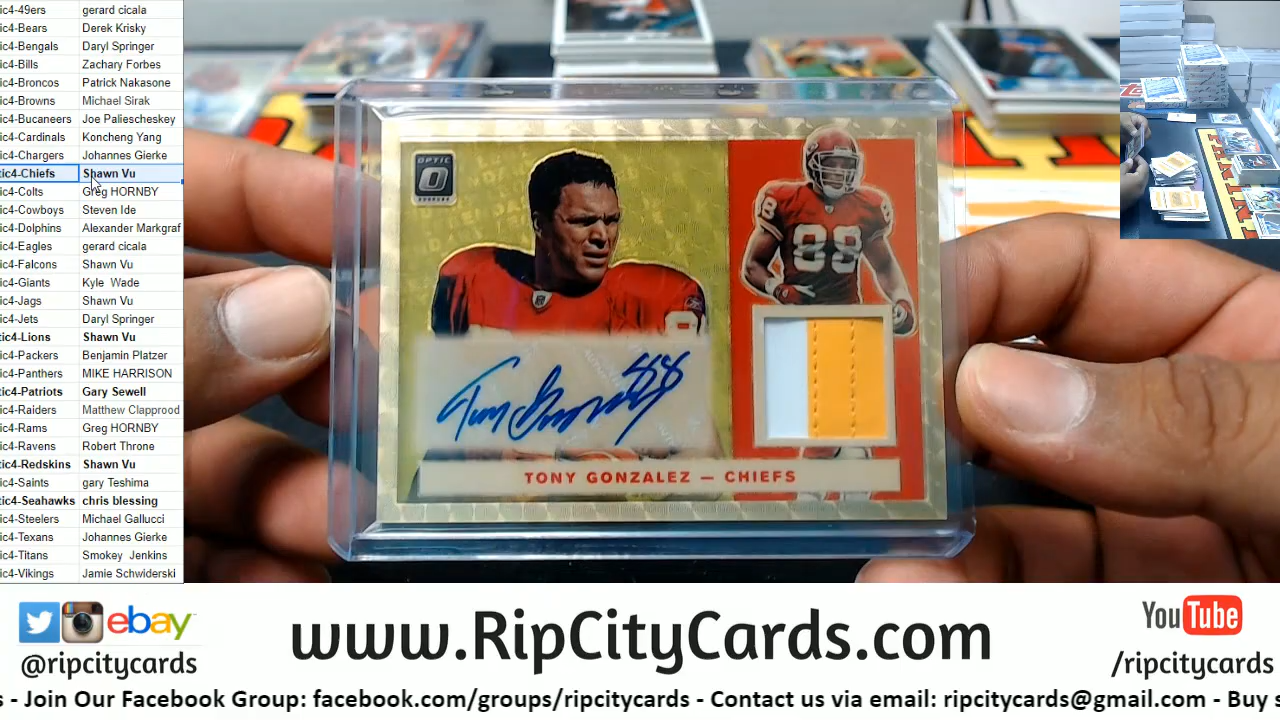 ic4-49ers gerard cicala
ic4-Bears Derek Krisky
ic4-Bengals Daryl Springer
ic4-Bills Zachary Forbes
ic4-Broncos Patrick Nakasone
ic4-Browns Michael Sirak
ic4-Bucaneers Joe Paliescheskey
ic4-Cardinals Koncheng Yang
ic4-Chargers Johannes Gierke
tic4-Chiefs Shawn Vu
ic4-Colts Greg HORNBY
ic4-Cowboys Steven Ide
ic4-Dolphins Alexander Markgraf
ic4-Eagles gerard cicala
ic4-Falcons Shawn Vu
ic4-Giants Kyle Wade
ic4-Jags Shawn Vu
ic4-Jets Daryl Springer
tic4-Lions Shawn Vu
ic4-Packers Benjamin Platzer
ic4-Panthers MIKE HARRISON
tic4-Patriots Gary Sewell
ic4-Raiders Matthew Clapprood
ic4-Rams Greg HORNBY
ic4-Ravens Robert Throne
tic4-Redskins Shawn Vu
ic4-Saints gary Teshima
tic4-Seahawks chris blessing
ic4-Steelers Michael Gallucci
ic4-Texans Johannes Gierke
ic4-Titans Smokey Jenkins
ic4-Vikings Jamie Schwiderski
OPTIC
88
88
88
Tony Gonzalez 88
TONY GONZALEZ — CHIEFS
ebay
@ripcitycards
www.RipCityCards.com
YouTube
/ripcitycards
s - Join Our Facebook Group: facebook.com/groups/ripcitycards - Contact us via email: ripcitycards@gmail.com - Buy s